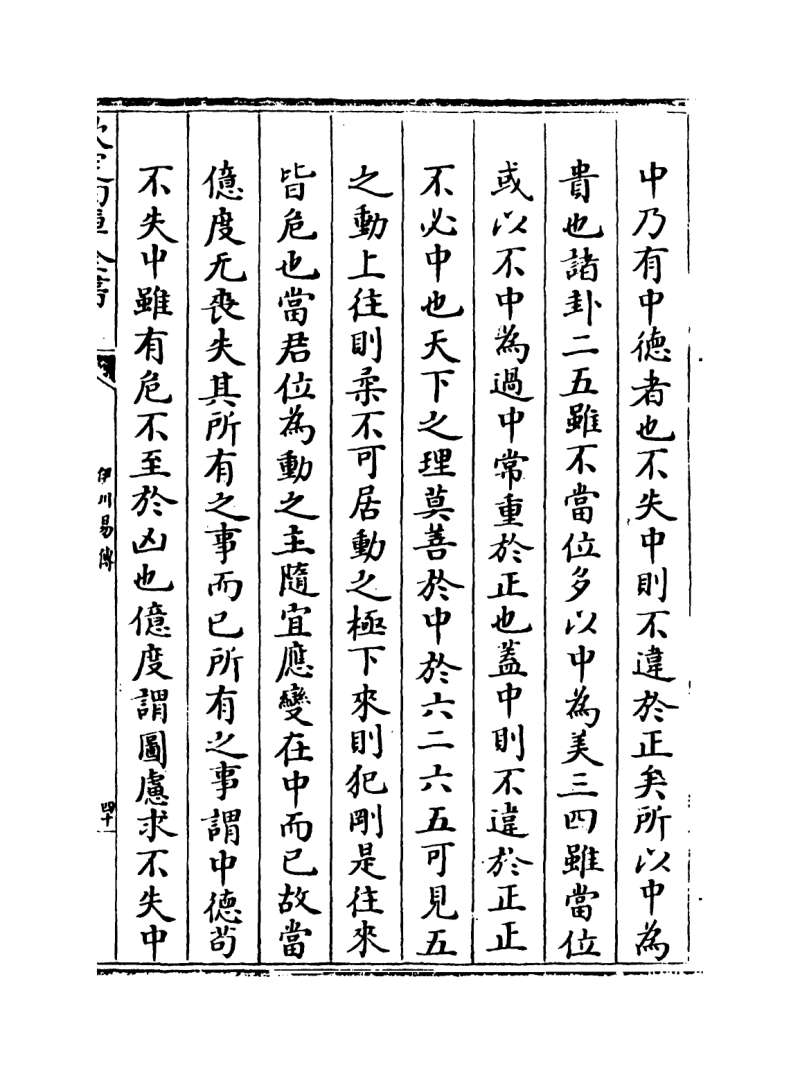 中乃有中德者也不失中則不違於正矣所以中為
貴也諸卦二五雖不當位多以中為美三四雖當位
或以不中為過中常重於正也蓋中則不違於正正
不必中也天下之理莫善於中於六二六五可見五
之動上往則柔不可居動之極下來則犯剛是往來
皆危也當君位為動之主隨宜應變在中而已故當
億度无喪失其所有之事而已所有之事謂中德苟
不失中雖有危不至於凶也億度謂圖慮求不失中
伊川易傳
四十一